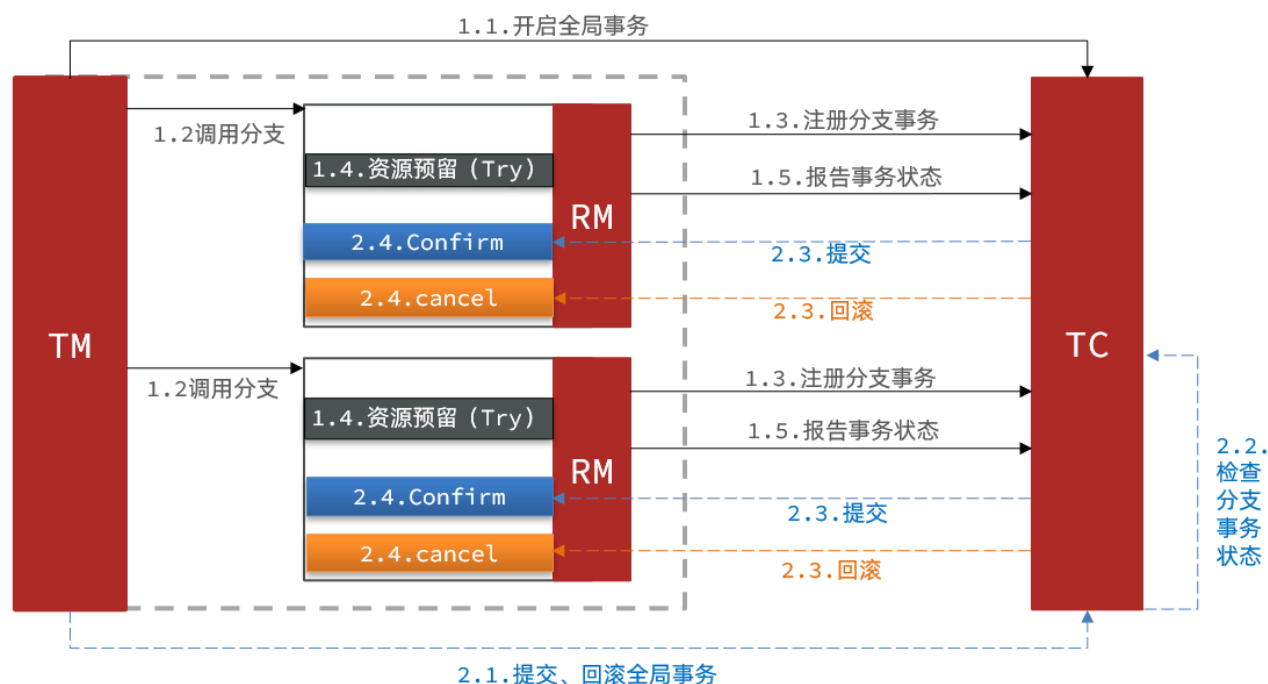 1.1.开启全局事务
TM
1.2调用分支
1.4.资源预留（Try）
2.4.Confirm
2.4.cancel
RM
1.3.注册分支事务
1.5.报告事务状态
2.3.提交
2.3.回滚
TC
1.2调用分支
1.4.资源预留（Try）
2.4.Confirm
2.4.cancel
RM
1.3.注册分支事务
1.5.报告事务状态
2.3.提交
2.3.回滚
2.2.
检查
分支
事务
状态
2.1.提交、回滚全局事务